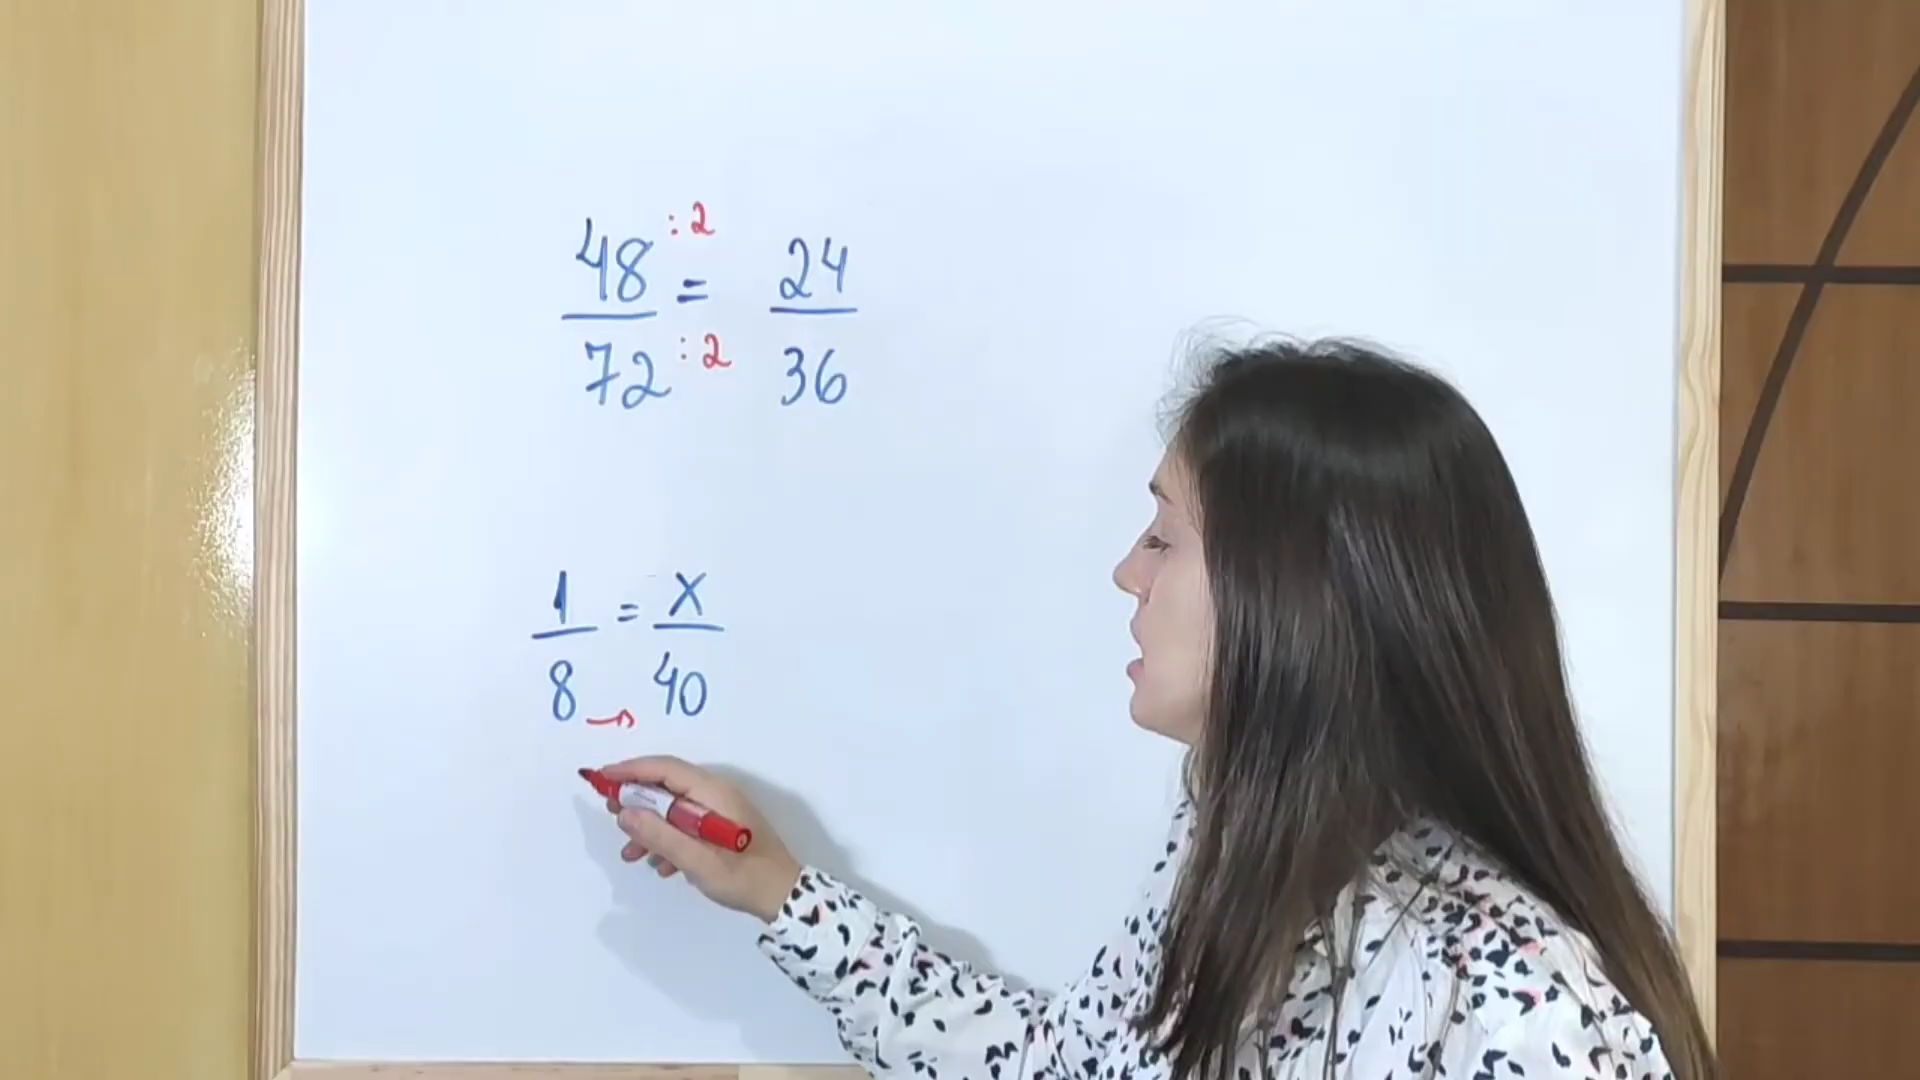 48 :2 = 24
72 :2 36
1 = x
8 → 40